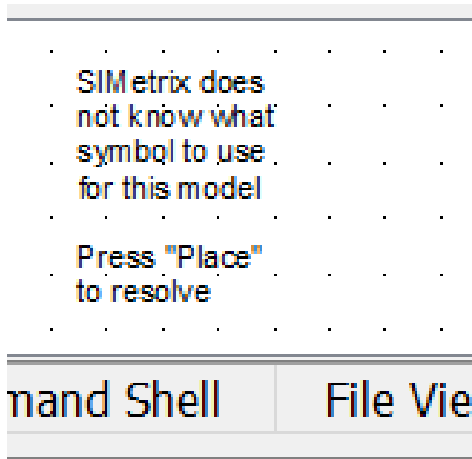 SIMetrix does
not know what
symbol to use
for this model
Press "Place"
to resolve
mand Shell
File Vie